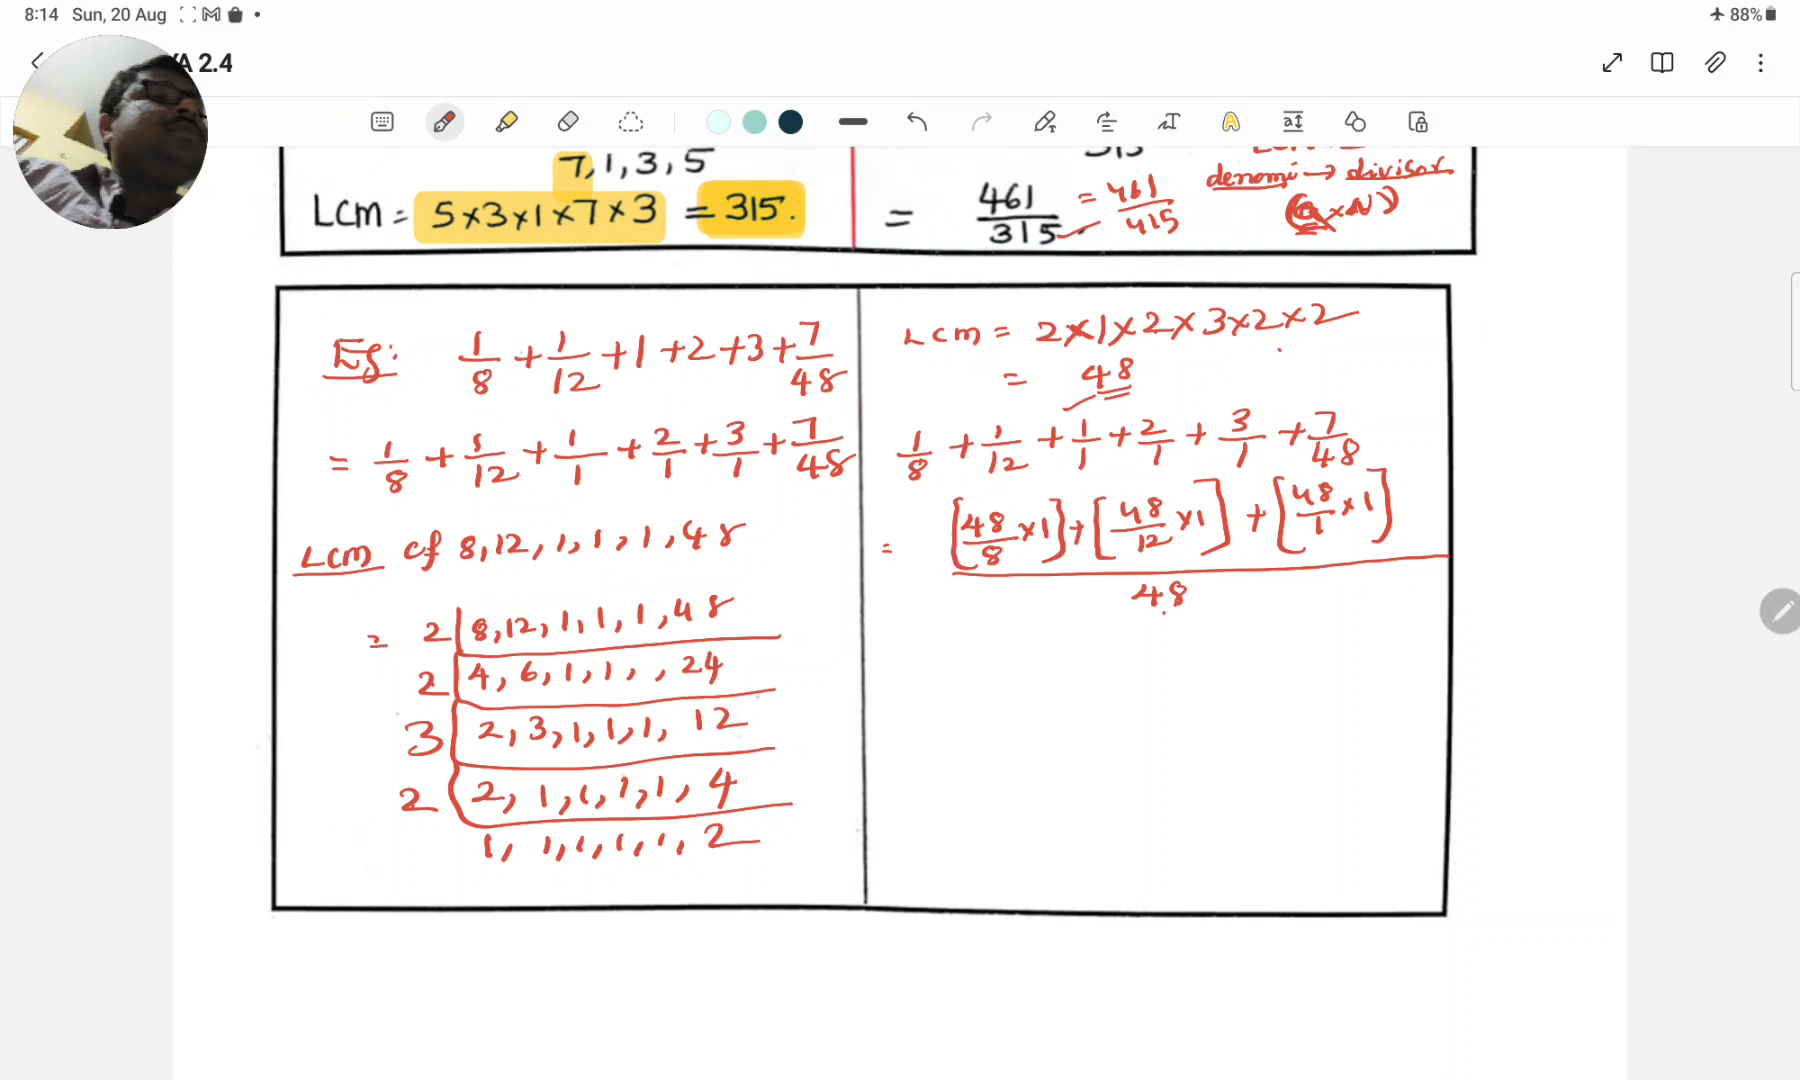 8:14 Sun, 20 Aug
88%
A 2.4
7, 1, 3, 5
LCM = 5 × 3 × 1 × 7 × 3 = 315.
= 461/315 = 461/415
denomi → divisor
Eg: 1/8 + 1/12 + 1 + 2 + 3 + 7/48
= 1/8 + 1/12 + 1/1 + 2/1 + 3/1 + 7/48
LCM of 8, 12, 1, 1, 1, 48
= 2 | 8, 12, 1, 1, 1, 48
2 | 4, 6, 1, 1, , 24
3 | 2, 3, 1, 1, 1, 12
2 | 2, 1, 1, 1, 1, 4
1, 1, 1, 1, 1, 2
LCM = 2 × 1 × 2 × 3 × 2 × 2
= 48
1/8 + 1/12 + 1/1 + 2/1 + 3/1 + 7/48
= [48/8 × 1] + [48/12 × 1] + [48/1 × 1]
48